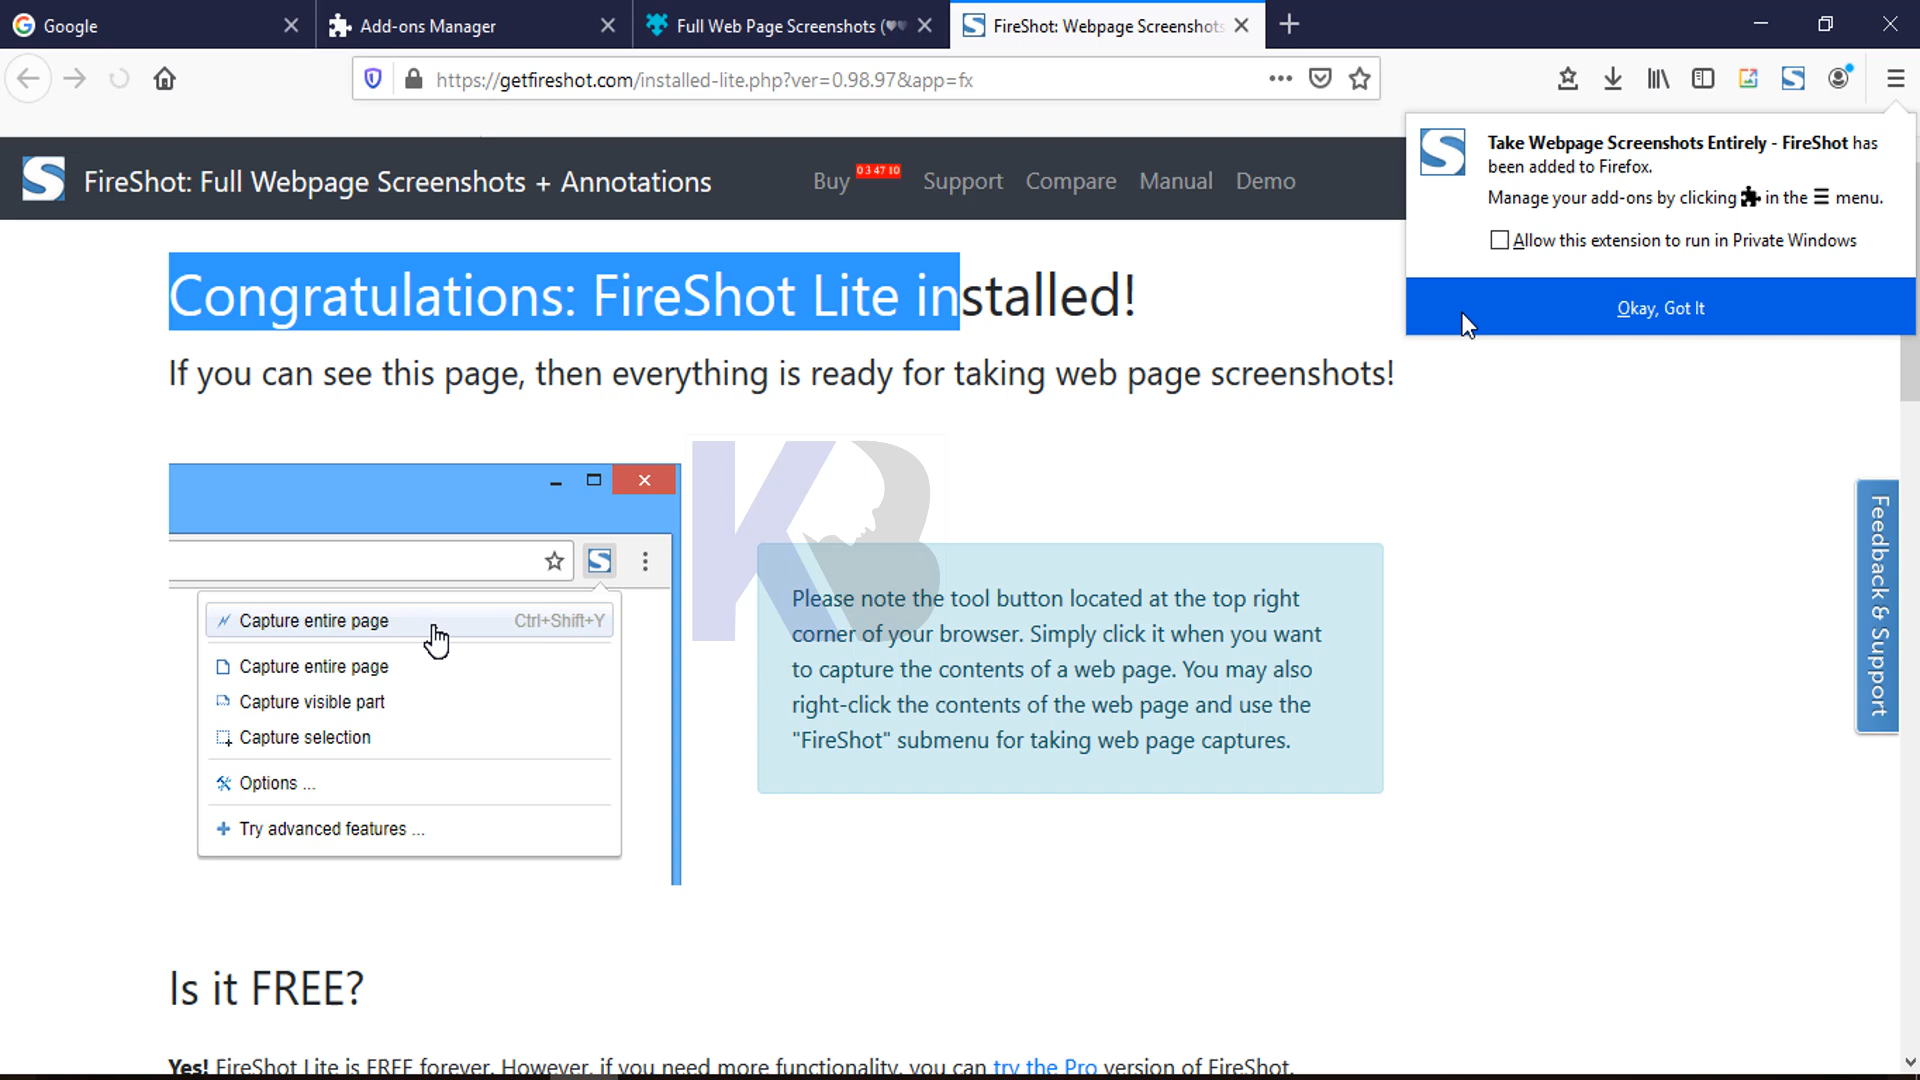 Google
Add-ons Manager
Full Web Page Screenshots (
FireShot: Webpage Screenshots
https://getfireshot.com/installed-lite.php?ver=0.98.97&app=fx
Take Webpage Screenshots Entirely - FireShot has
been added to Firefox.
Manage your add-ons by clicking in the menu.
Allow this extension to run in Private Windows
Okay, Got It
FireShot: Full Webpage Screenshots + Annotations
Buy
0 3 47 10
Support
Compare
Manual
Demo
Congratulations: FireShot Lite installed!
If you can see this page, then everything is ready for taking web page screenshots!
Capture entire page Ctrl+Shift+Y
Capture entire page
Capture visible part
Capture selection
Options ...
Try advanced features ...
KB
Please note the tool button located at the top right
corner of your browser. Simply click it when you want
to capture the contents of a web page. You may also
right-click the contents of the web page and use the
"FireShot" submenu for taking web page captures.
Feedback & Support
Is it FREE?
Yes! FireShot Lite is FREE forever. However, if you need more functionality, you can try the Pro version of FireShot.